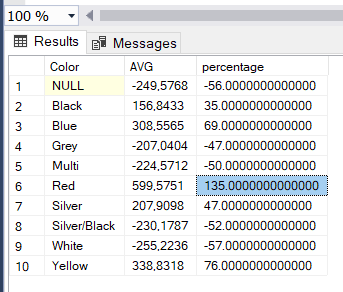 100 %
Results Messages
Color AVG percentage
1 NULL -249,5768 -56.0000000000000
2 Black 156,8433 35.0000000000000
3 Blue 308,5565 69.0000000000000
4 Grey -207,0404 -47.0000000000000
5 Multi -224,5712 -50.0000000000000
6 Red 599,5751 135.0000000000000
7 Silver 207,9098 47.0000000000000
8 Silver/Black -230,1787 -52.0000000000000
9 White -255,2236 -57.0000000000000
10 Yellow 338,8318 76.0000000000000